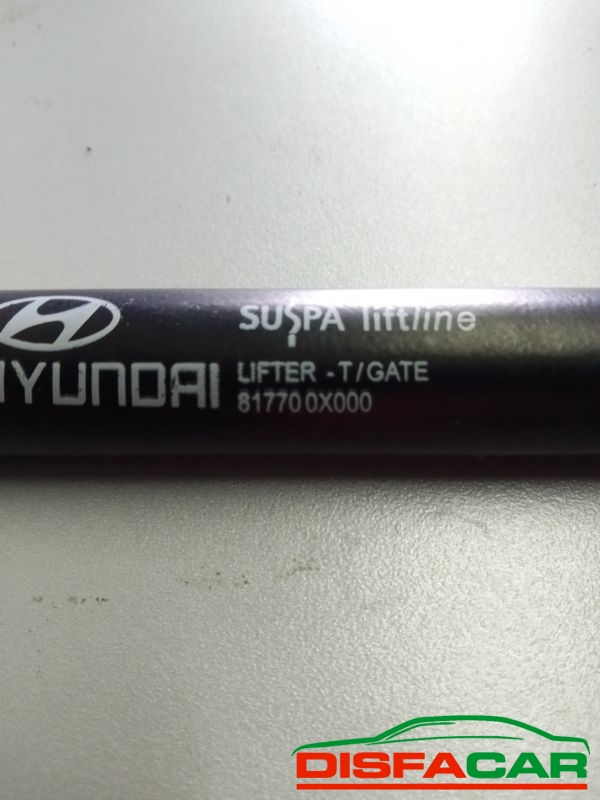 SUSPA liftline
HYUNDAI
LIFTER - T/GATE
81770 0X000
DISFACAR